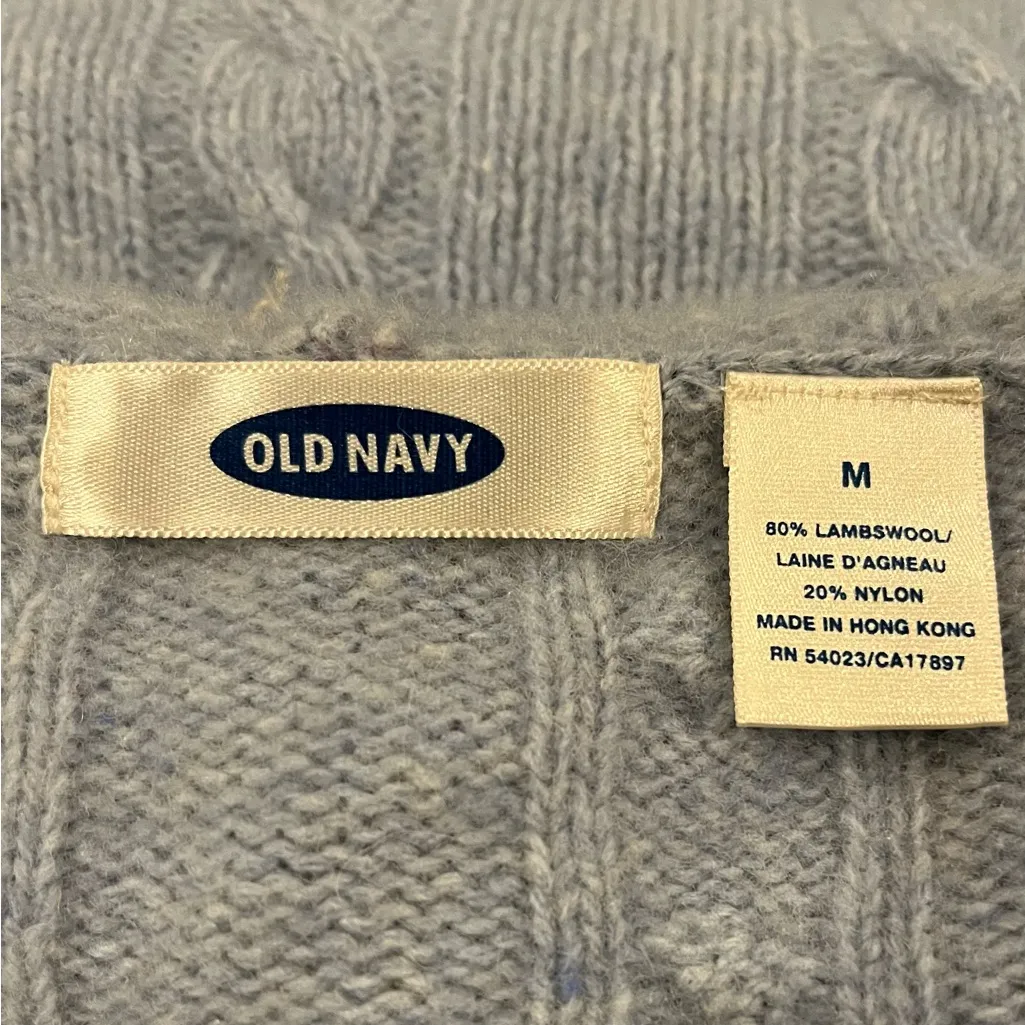 OLD NAVY
M
80% LAMBSWOOL/
LAINE D'AGNEAU
20% NYLON
MADE IN HONG KONG
RN 54023/CA17897